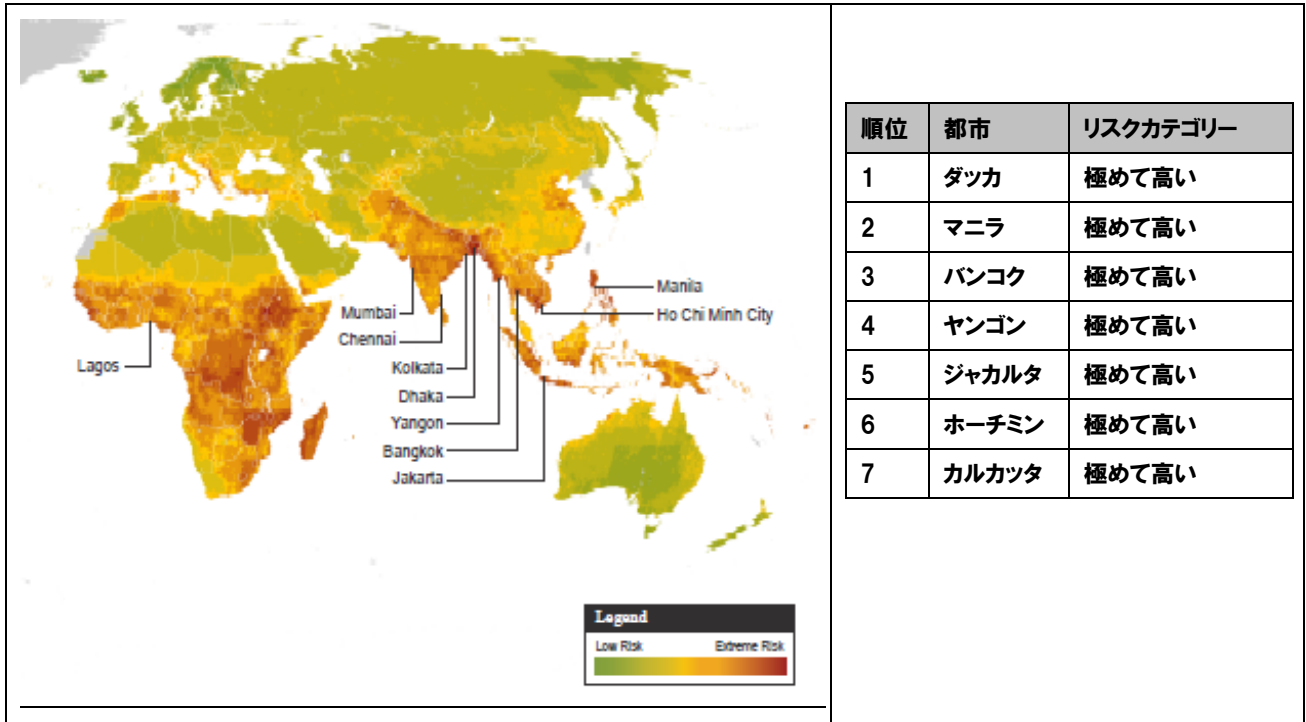 Manila
Ho Chi Minh City
Mumbai
Chennai
Lagos
Kolkata
Dhaka
Yangon
Bangkok
Jakarta
Legend
Low Risk Extreme Risk
順位 都市 リスクカテゴリー
1 ダッカ 極めて高い
2 マニラ 極めて高い
3 バンコク 極めて高い
4 ヤンゴン 極めて高い
5 ジャカルタ 極めて高い
6 ホーチミン 極めて高い
7 カルカッタ 極めて高い